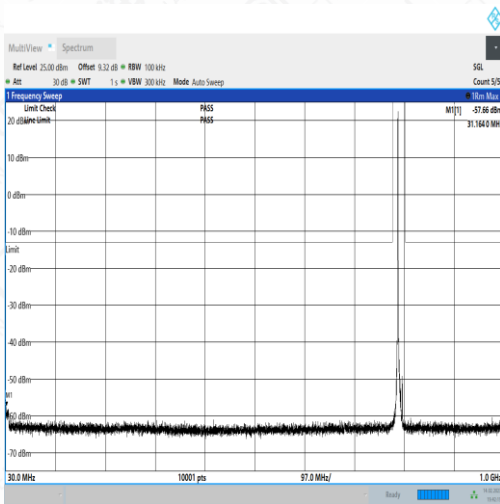 MultiView Spectrum
Ref Level 25.00 dBm Offset 9.32 dB RBW 100 kHz SGL
Att 30 dB SWT 1 s VBW 300 kHz Mode Auto Sweep Count 5/5
1 Frequency Sweep 1Rm Max
Limit Check PASS M1[1] -57.66 dBm
20 dBm Line Limit PASS 31.1640 MHz
10 dBm
0 dBm
-10 dBm
Limit
-20 dBm
-30 dBm
-40 dBm
-50 dBm
M1
-60 dBm
-70 dBm
30.0 MHz 10001 pts 97.0 MHz/ 1.0 GHz
Ready